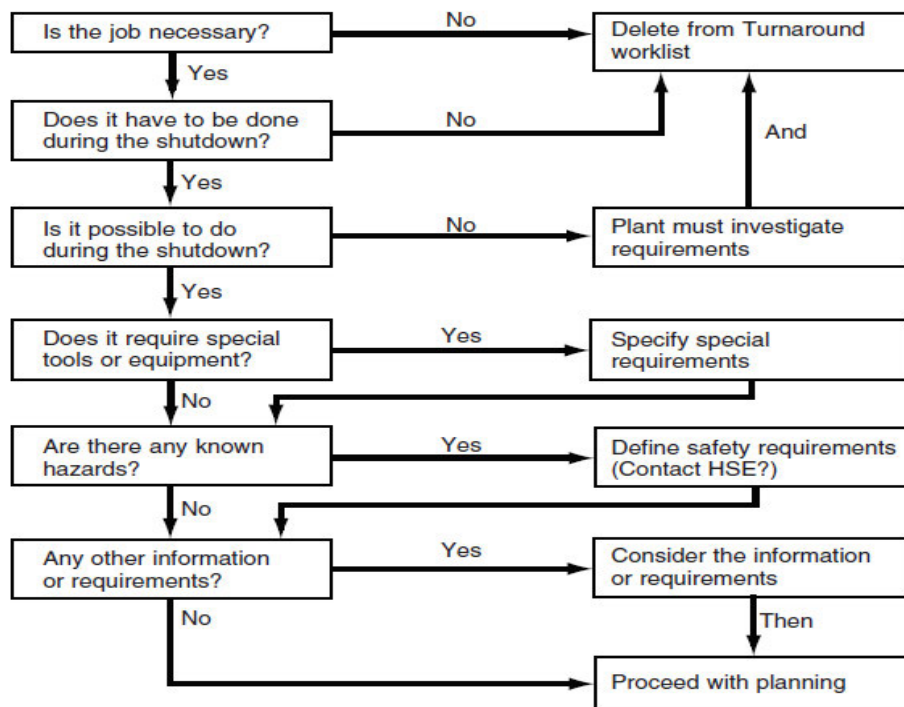 Is the job necessary?
No
Delete from Turnaround
worklist
Yes
Does it have to be done
during the shutdown?
No
And
Yes
Is it possible to do
during the shutdown?
No
Plant must investigate
requirements
Yes
Does it require special
tools or equipment?
Yes
Specify special
requirements
No
Are there any known
hazards?
Yes
Define safety requirements
(Contact HSE?)
No
Any other information
or requirements?
Yes
Consider the information
or requirements
No
Then
Proceed with planning